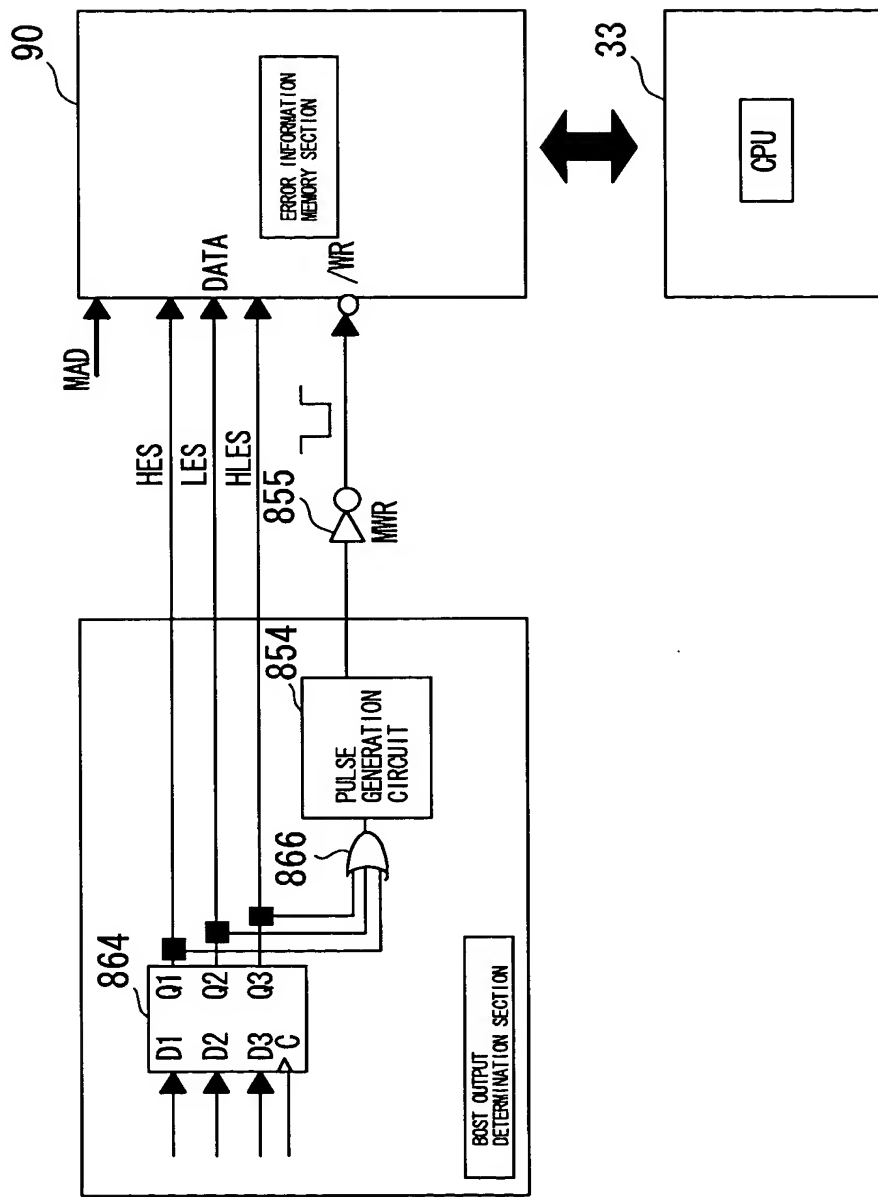 90
MAD
HES
LES
HLES
DATA
ERROR INFORMATION
MEMORY SECTION
/WR
855
MWR
864
D1
D2
D3
C
Q1
Q2
Q3
866
854
PULSE
GENERATION
CIRCUIT
BOST OUTPUT
DETERMINATION SECTION
33
CPU